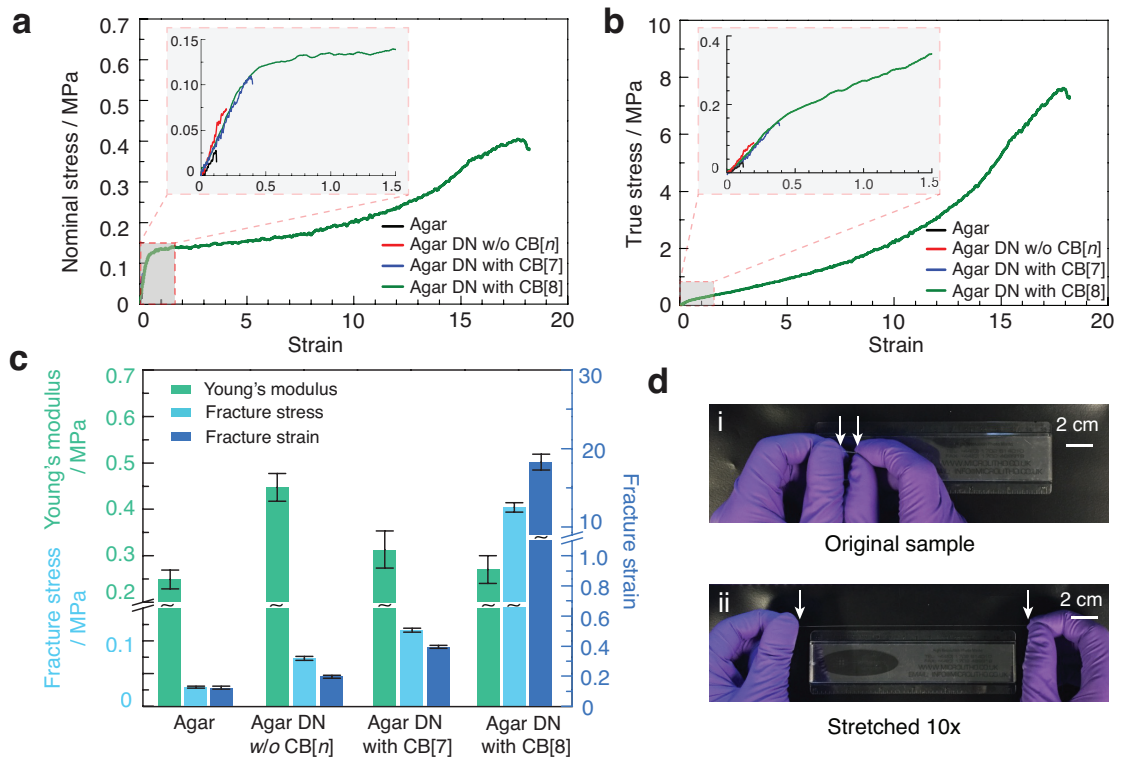 a
Nominal stress / MPa
0.7
0.6
0.5
0.4
0.3
0.2
0.1
0
0.15
0.10
0.05
0
0 0.5 1.0 1.5
Agar
Agar DN w/o CB[n]
Agar DN with CB[7]
Agar DN with CB[8]
0 5 10 15 20
Strain
b
True stress / MPa
10
8
6
4
2
0
0.4
0.2
0
0 0.5 1.5
Agar
Agar DN w/o CB[n]
Agar DN with CB[7]
Agar DN with CB[8]
0 5 10 15 20
Strain
c
Young's modulus
/ MPa
Fracture stress
/ MPa
0.7
0.5
0.3
0.2
0.1
0
Young's modulus
Fracture stress
Fracture strain
30
20
10
1.0
0.8
0.6
0.4
0.2
0
Fracture strain
Agar
Agar DN
w/o CB[n]
Agar DN
with CB[7]
Agar DN
with CB[8]
d
i
2 cm
WWW.MICROLITHO.CO.UK
Original sample
ii
2 cm
Stretched 10x